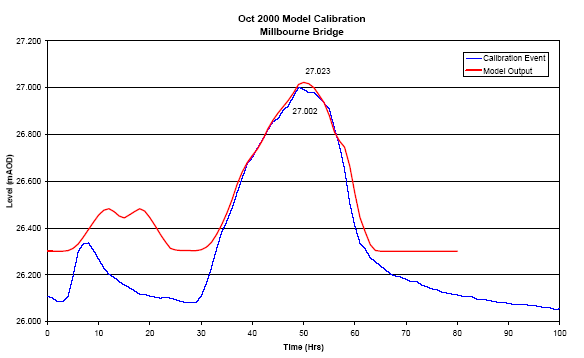 Oct 2000 Model Calibration
Millbourne Bridge
27.200
27.000
26.800
26.600
26.400
26.200
26.000
Level (mAOD)
27.023
27.002
Calibration Event
Model Output
0 10 20 30 40 50 60 70 80 90 100
Time (Hrs)